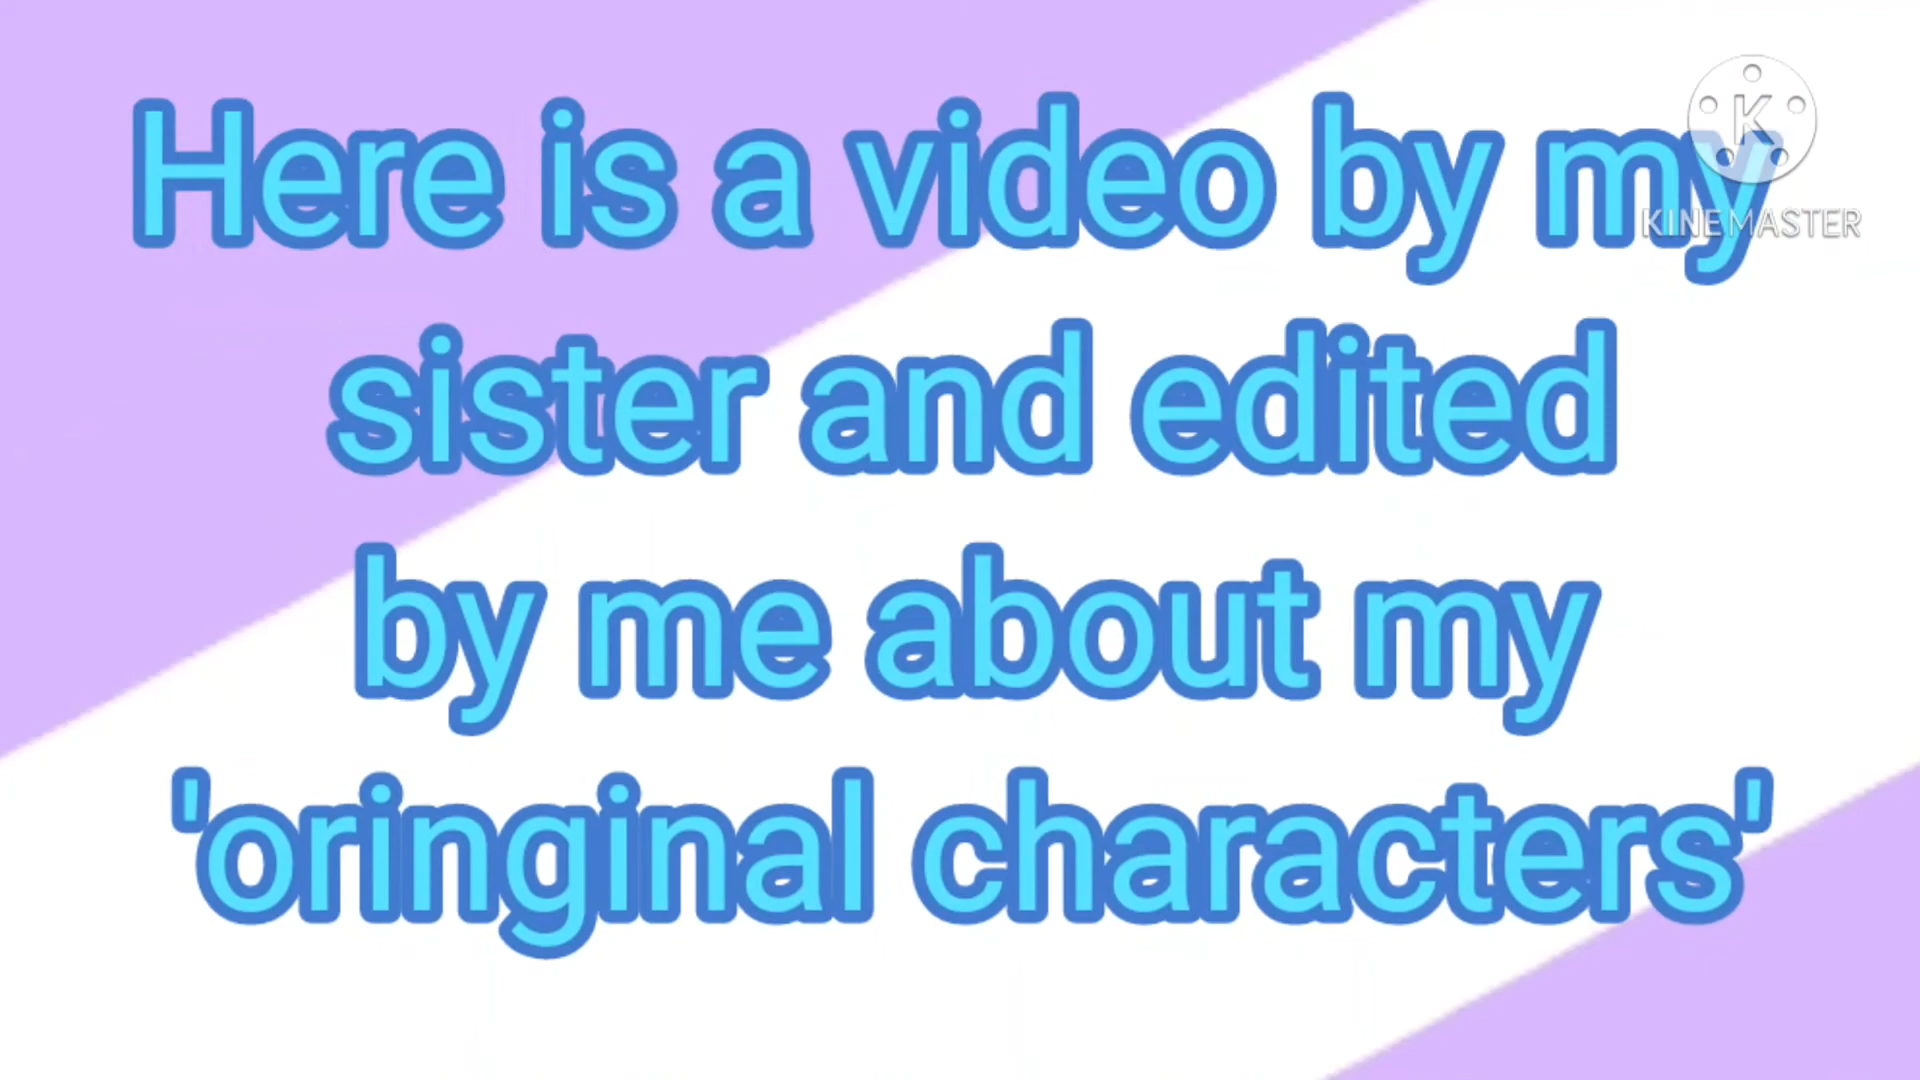 Here is a video by my
KINEMASTER
sister and edited
by me about my
'oringinal characters'